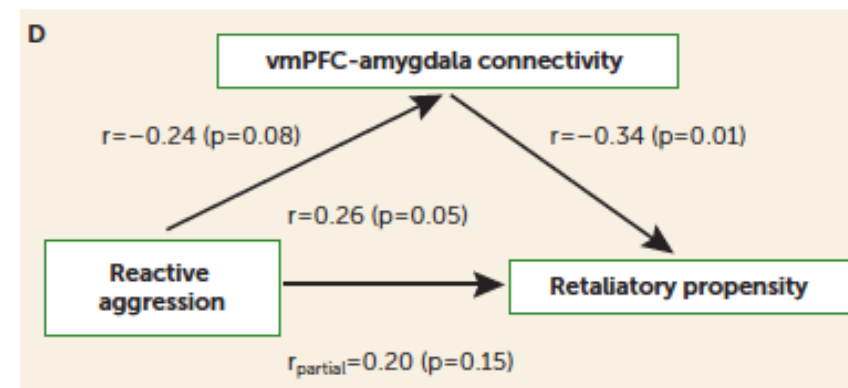 D
vmPFC-amygdala connectivity
r=−0.24 (p=0.08)
r=−0.34 (p=0.01)
r=0.26 (p=0.05)
Reactive
aggression
Retaliatory propensity
rpartial=0.20 (p=0.15)